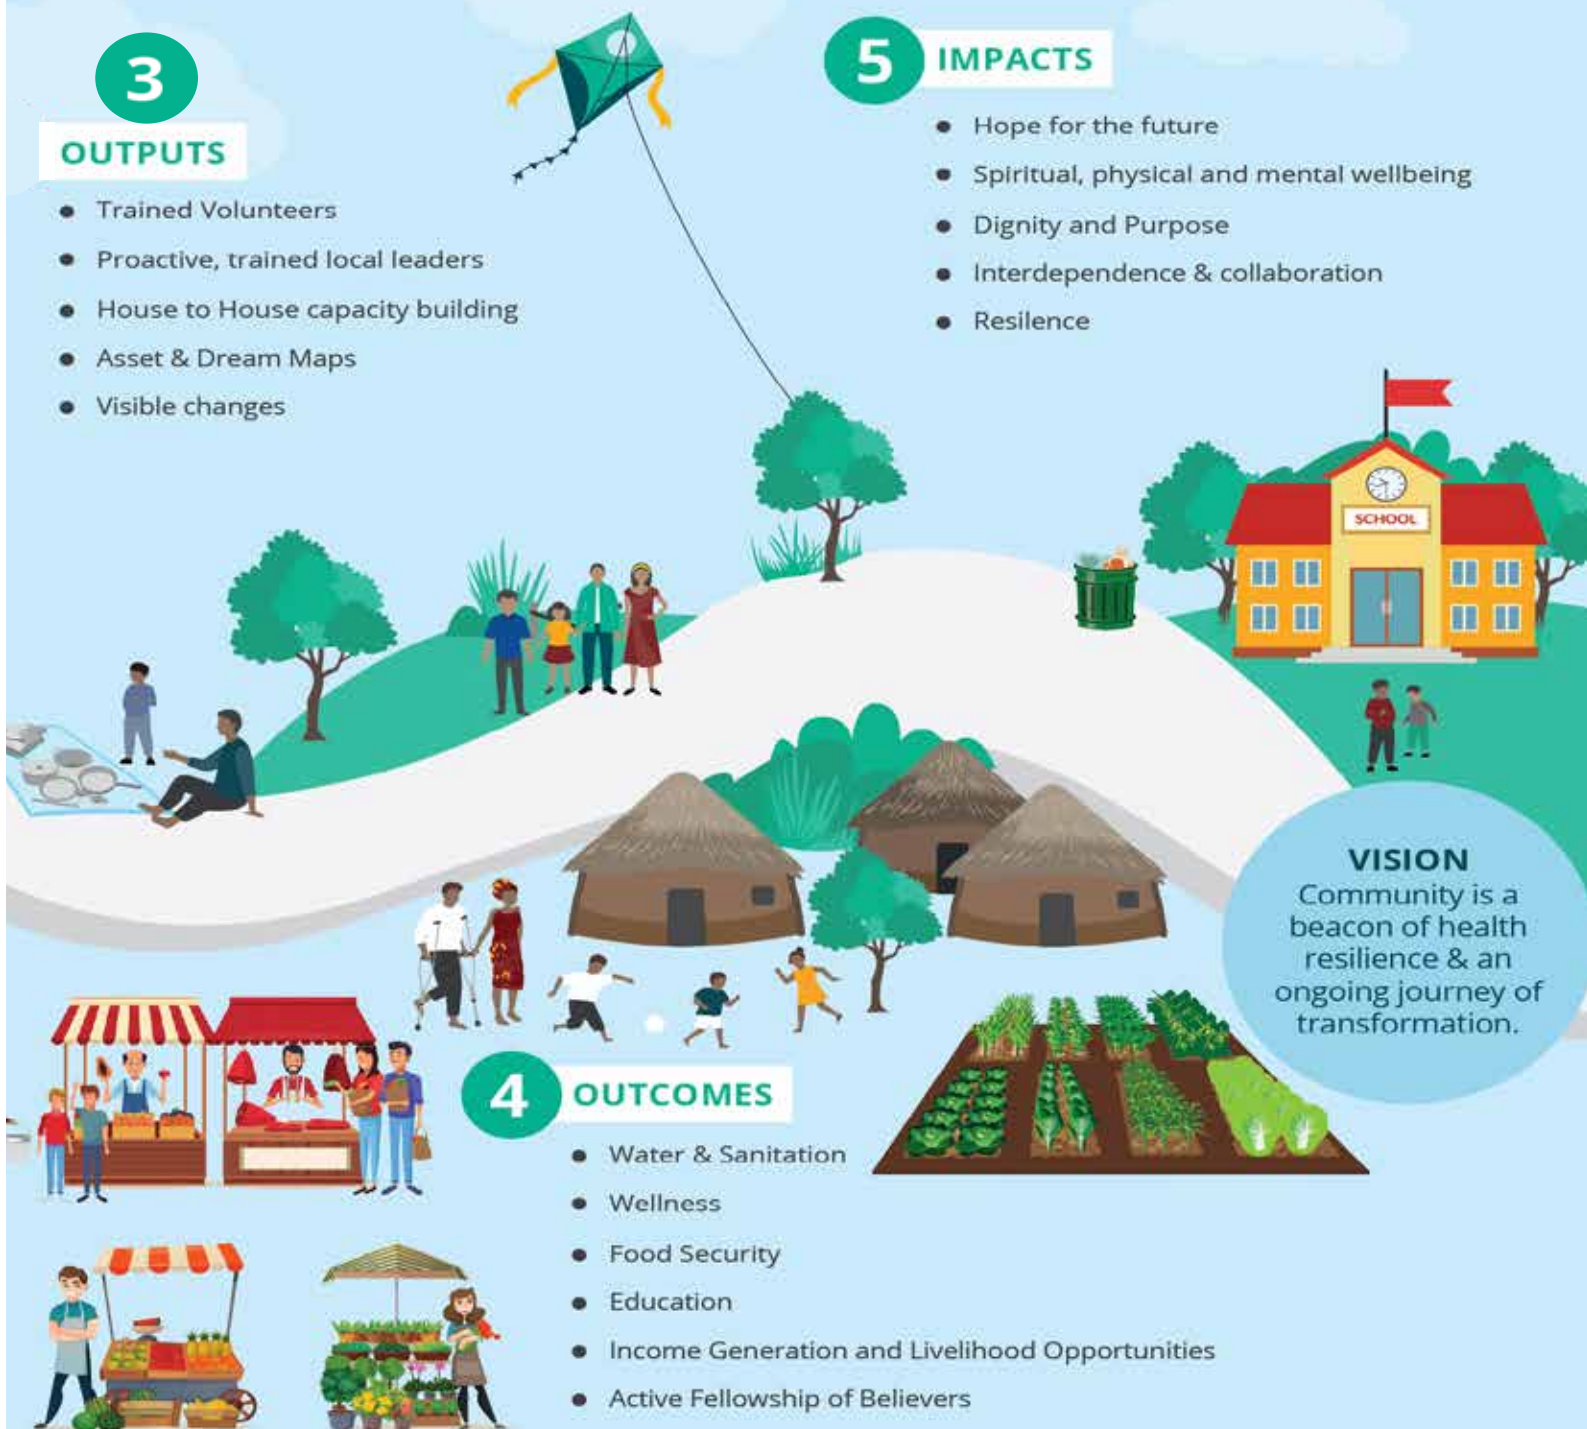 3
OUTPUTS
• Trained Volunteers
• Proactive, trained local leaders
• House to House capacity building
• Asset & Dream Maps
• Visible changes
5 IMPACTS
• Hope for the future
• Spiritual, physical and mental wellbeing
• Dignity and Purpose
• Interdependence & collaboration
• Resilence
SCHOOL
VISION
Community is a
beacon of health
resilience & an
ongoing journey of
transformation.
4 OUTCOMES
• Water & Sanitation
• Wellness
• Food Security
• Education
• Income Generation and Livelihood Opportunities
• Active Fellowship of Believers